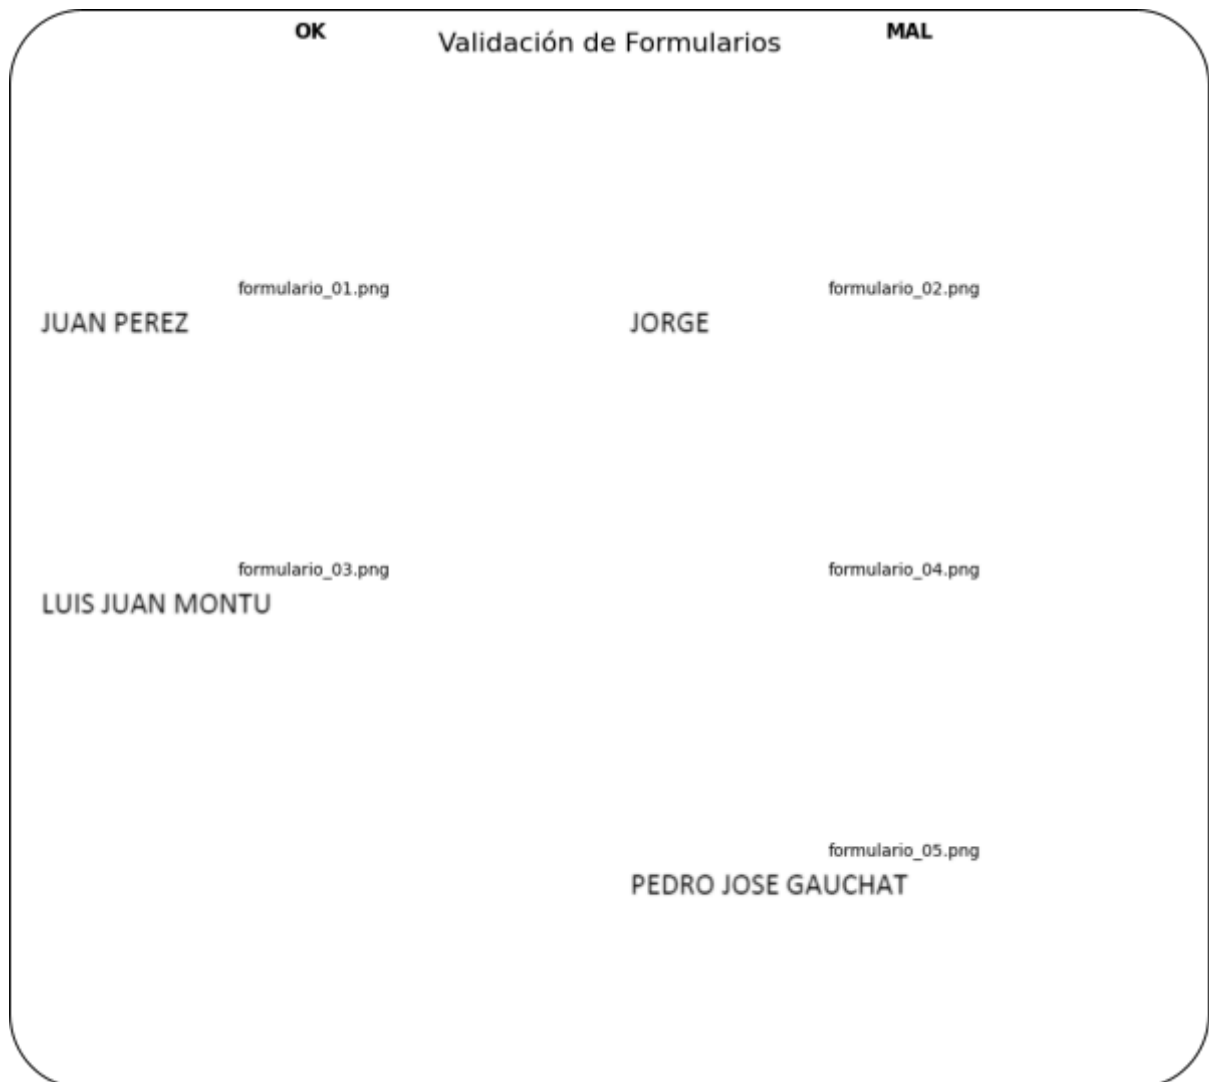 OK
MAL
Validación de Formularios
formulario_01.png
formulario_02.png
JUAN PEREZ
JORGE
formulario_03.png
formulario_04.png
LUIS JUAN MONTU
formulario_05.png
PEDRO JOSE GAUCHAT